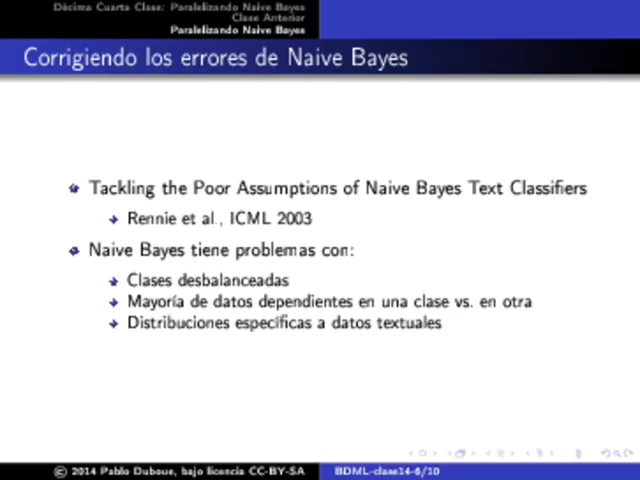 Décima Cuarta Clase: Paralelizando Naive Bayes
Clase Anterior
Paralelizando Naive Bayes
Corrigiendo los errores de Naive Bayes
Tackling the Poor Assumptions of Naive Bayes Text Classifiers
Rennie et al., ICML 2003
Naive Bayes tiene problemas con:
Clases desbalanceadas
Mayoría de datos dependientes en una clase vs. en otra
Distribuciones específicas a datos textuales
© 2014 Pablo Duboue, bajo licencia CC-BY-SA
BDML-clase14-6/10